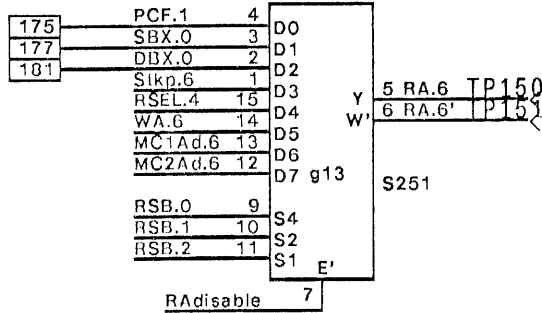 PCF.1 4 D0
175
SBX.0 3 D1
177
DBX.0 2 D2
181
Stkp.6 1 D3
RSEL.4 15 D4
WA.6 14 D5
MC1Ad.6 13 D6
MC2Ad.6 12 D7
Y 5 RA.6 TP150
W' 6 RA.6' TP151
g13
S251
RSB.0 9 S4
RSB.1 10 S2
RSB.2 11 S1
E'
RAdisable 7